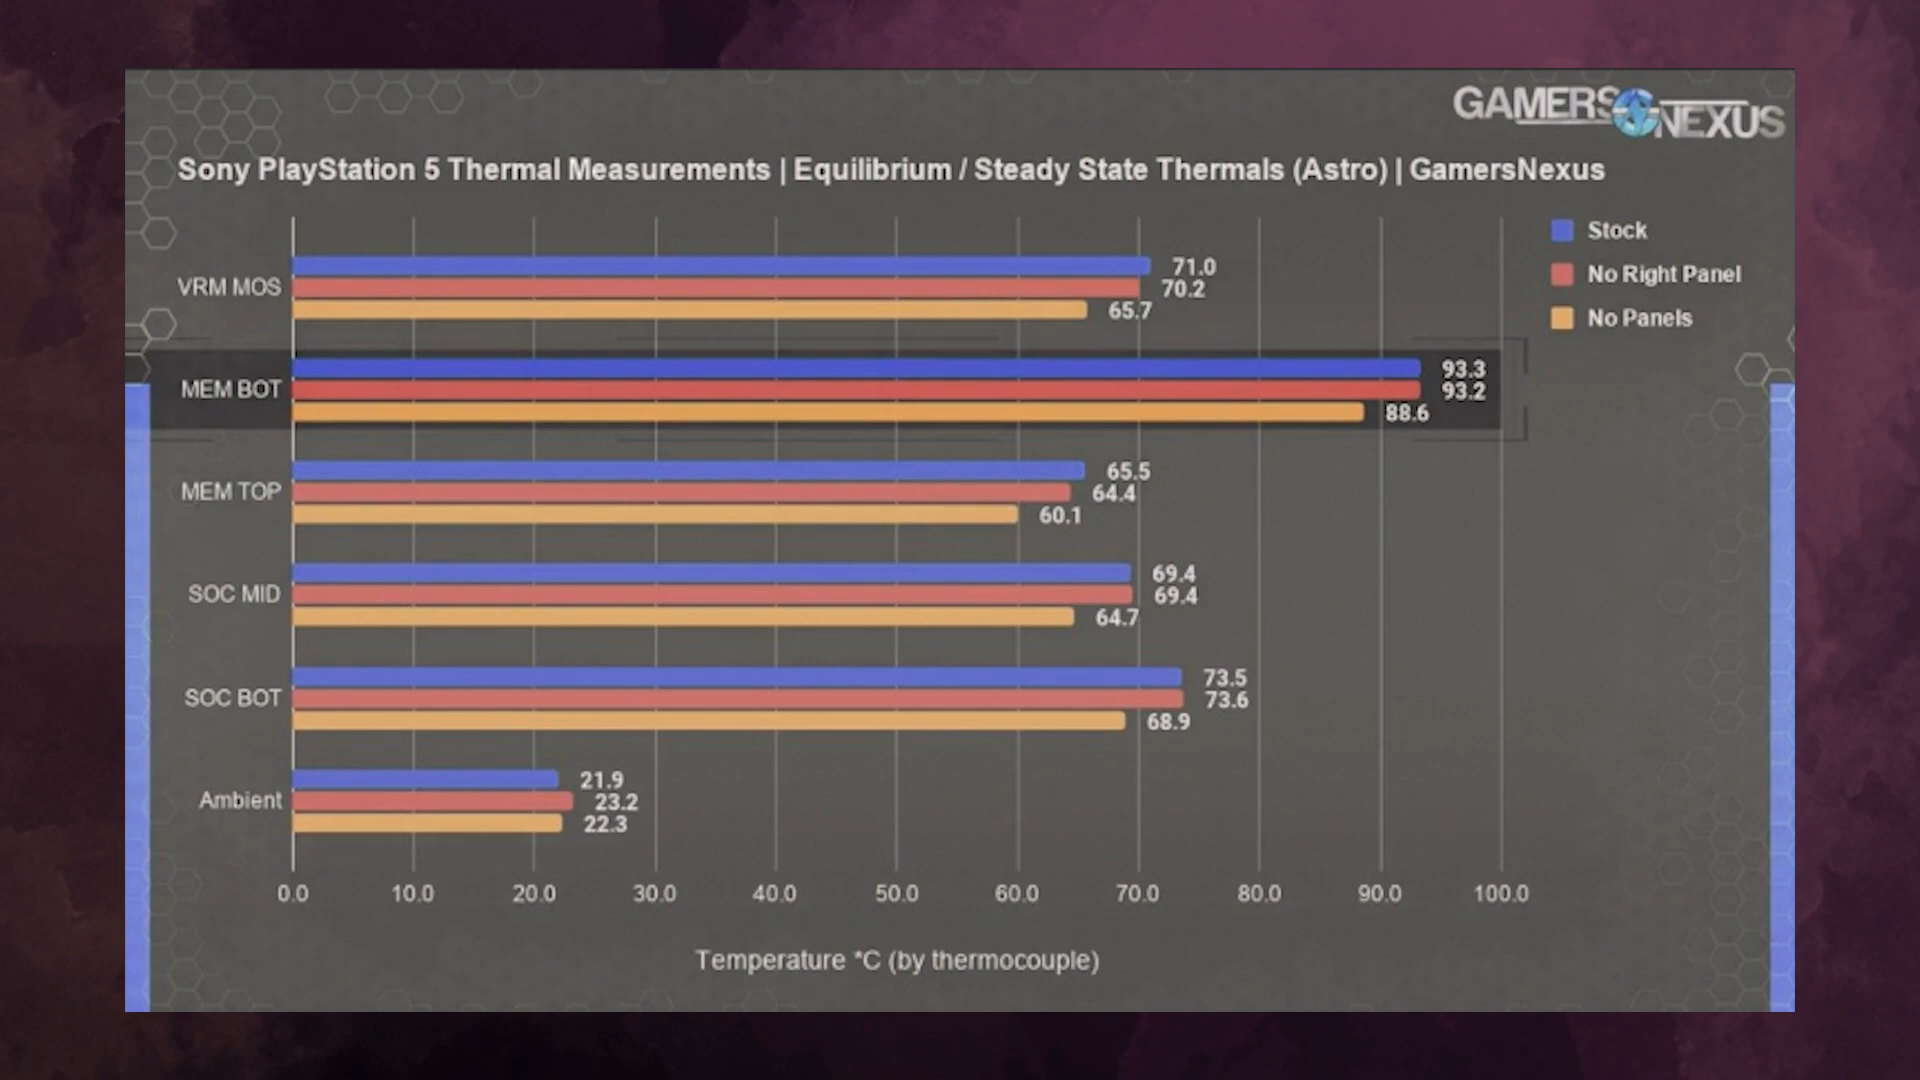 GAMERS NEXUS
Sony PlayStation 5 Thermal Measurements | Equilibrium / Steady State Thermals (Astro) | GamersNexus
Stock
No Right Panel
No Panels
VRM MOS
71.0
70.2
65.7
MEM BOT
93.3
93.2
88.6
MEM TOP
65.5
64.4
60.1
SOC MID
69.4
69.4
64.7
SOC BOT
73.5
73.6
68.9
Ambient
21.9
23.2
22.3
0.0 10.0 20.0 30.0 40.0 50.0 60.0 70.0 80.0 90.0 100.0
Temperature *C (by thermocouple)